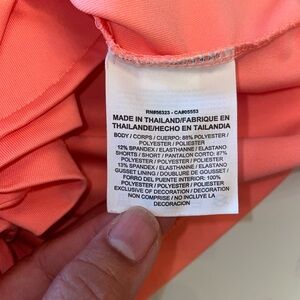 RN#56323 - CA#05553
MADE IN THAILAND/FABRIQUE EN
THAILANDE/HECHO EN TAILANDIA
BODY / CORPS / CUERPO: 88% POLYESTER /
POLYESTER / POLIESTER
12% SPANDEX / ELASTHANNE / ELASTANO
SHORTS / SHORT / PANTALON CORTO: 87%
POLYESTER / POLYESTER / POLIESTER
13% SPANDEX / ELASTHANNE / ELASTANO
GUSSET LINING / DOUBLURE DE GOUSSET /
FORRO DEL PUENTE INTERIOR: 100%
POLYESTER / POLYESTER / POLIESTER
EXCLUSIVE OF DECORATION / DECORATION
NON COMPRISE / NO INCLUYE LA
DECORACION